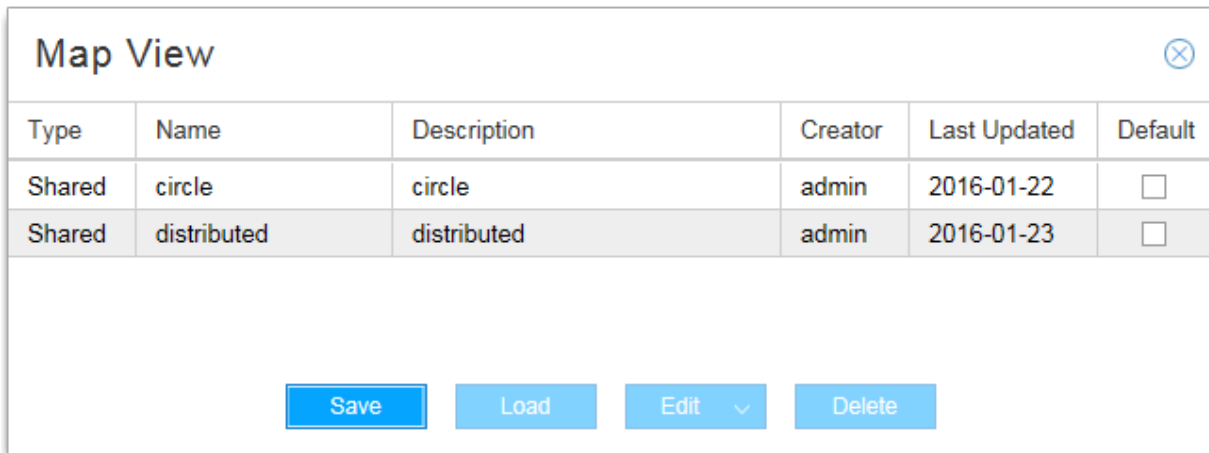 Map View
Type Name Description Creator Last Updated Default
Shared circle circle admin 2016-01-22
Shared distributed distributed admin 2016-01-23
Save Load Edit Delete